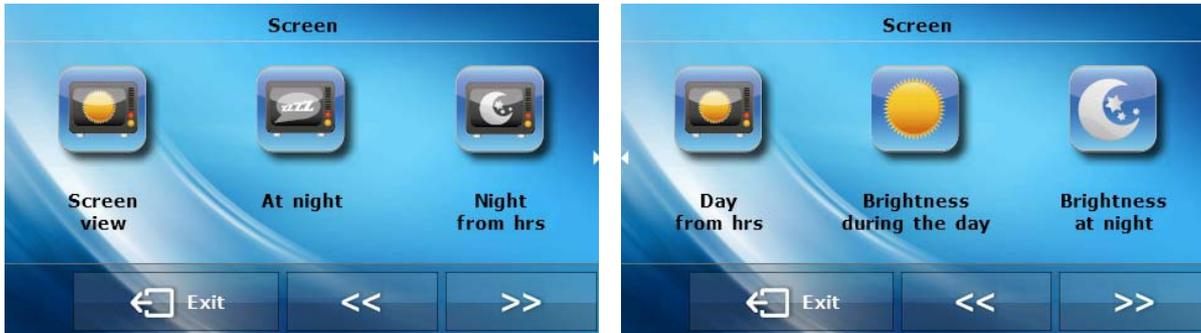 Screen
zzZZ
Screen
view
At night
Night
from hrs
Exit
<<
>>
Screen
Day
from hrs
Brightness
during the day
Brightness
at night
Exit
<<
>>